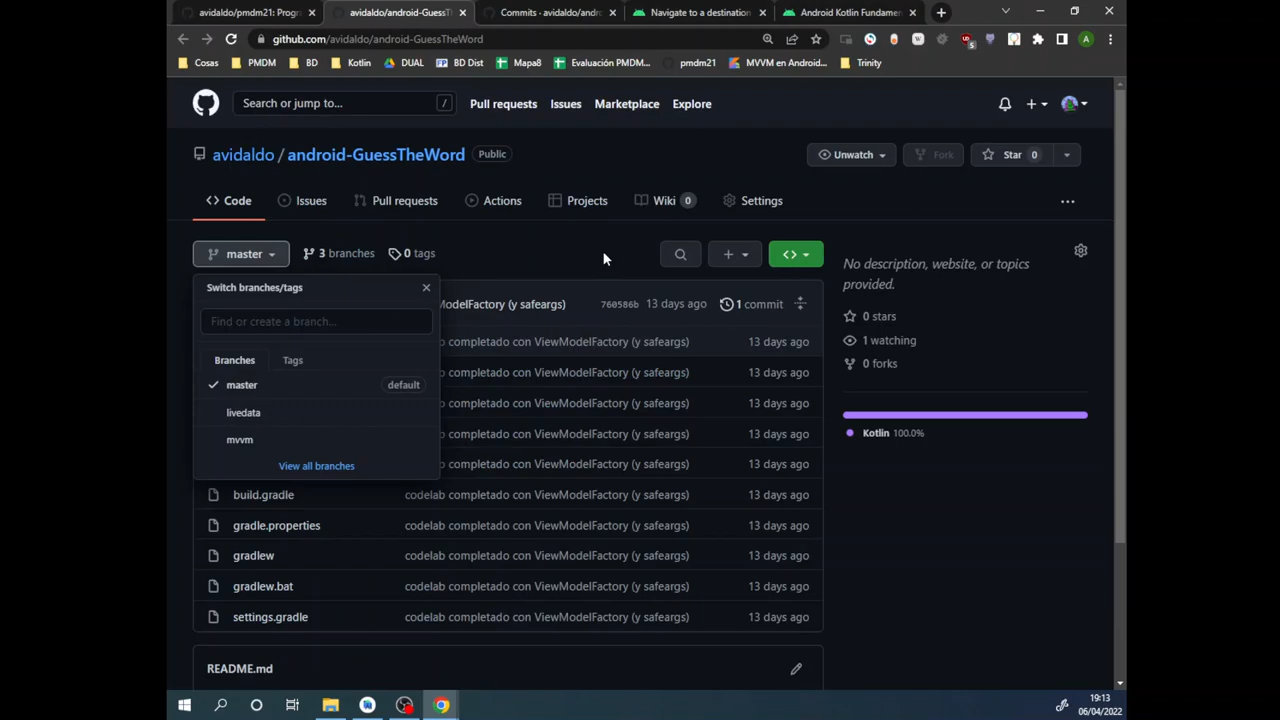 avidaldo/pmdm21: Progr
avidaldo/android-GuessTheW
Commits · avidaldo/android
Navigate to a destination
Android Kotlin Fundamen
github.com/avidaldo/android-GuessTheWord
5
A
Cosas
PMDM
BD
Kotlin
DUAL
BD Dist
Mapa8
Evaluación PMDM...
pmdm21
MVVM en Android...
Trinity
Search or jump to...
/
Pull requests
Issues
Marketplace
Explore
avidaldo / android-GuessTheWord
Public
Unwatch
Fork
Star 0
Code
Issues
Pull requests
Actions
Projects
Wiki 0
Settings
master
3 branches
0 tags
Switch branches/tags
Find or create a branch...
Branches
Tags
master
default
livedata
mvvm
View all branches
odelFactory (y safeargs)
760586b
13 days ago
1 commit
completado con ViewModelFactory (y safeargs)
13 days ago
completado con ViewModelFactory (y safeargs)
13 days ago
completado con ViewModelFactory (y safeargs)
13 days ago
completado con ViewModelFactory (y safeargs)
13 days ago
completado con ViewModelFactory (y safeargs)
13 days ago
build.gradle
codelab completado con ViewModelFactory (y safeargs)
13 days ago
gradle.properties
codelab completado con ViewModelFactory (y safeargs)
13 days ago
gradlew
codelab completado con ViewModelFactory (y safeargs)
13 days ago
gradlew.bat
codelab completado con ViewModelFactory (y safeargs)
13 days ago
settings.gradle
codelab completado con ViewModelFactory (y safeargs)
13 days ago
README.md
No description, website, or topics
provided.
0 stars
1 watching
0 forks
Kotlin 100.0%
19:13
06/04/2022